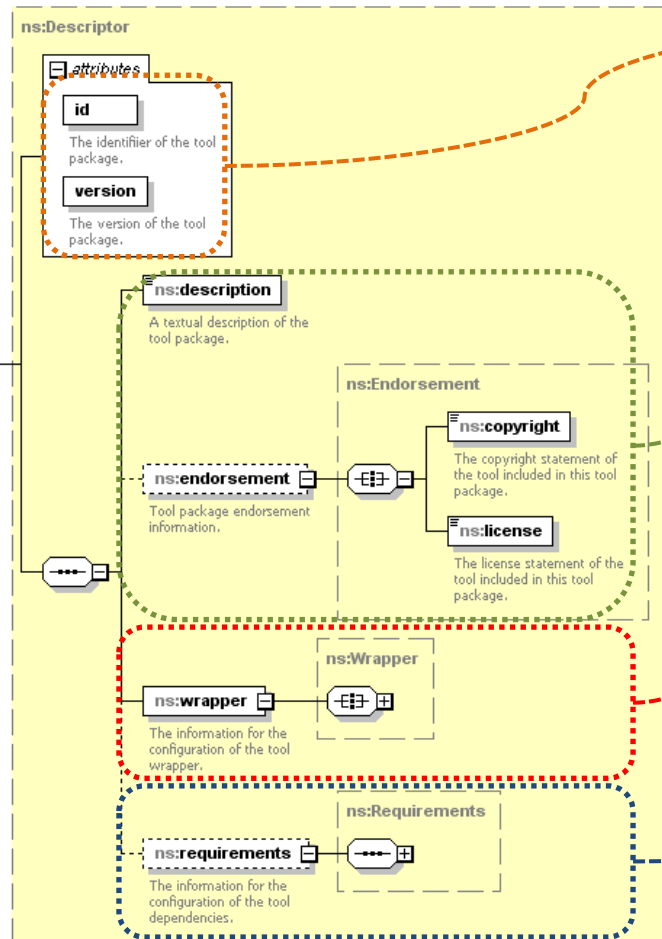 ns:Descriptor
attributes
id
The identifiier of the tool
package.
version
The version of the tool
package.
ns:description
A textual description of the
tool package.
ns:Endorsement
ns:copyright
The copyright statement of
the tool included in this tool
package.
ns:endorsement
Tool package endorsement
information.
ns:license
The license statement of the
tool included in this tool
package.
ns:Wrapper
ns:wrapper
The information for the
configuration of the tool
wrapper.
ns:Requirements
ns:requirements
The information for the
configuration of the tool
dependencies.